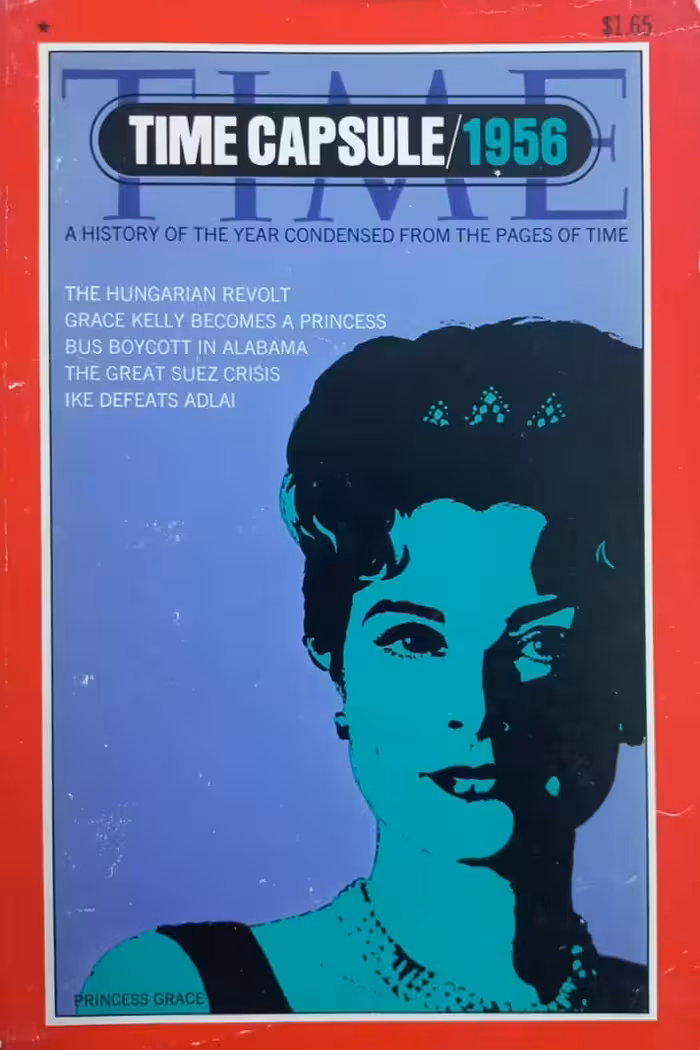 $1.65
TIME
TIME CAPSULE/1956
A HISTORY OF THE YEAR CONDENSED FROM THE PAGES OF TIME
THE HUNGARIAN REVOLT
GRACE KELLY BECOMES A PRINCESS
BUS BOYCOTT IN ALABAMA
THE GREAT SUEZ CRISIS
IKE DEFEATS ADLAI
PRINCESS GRACE